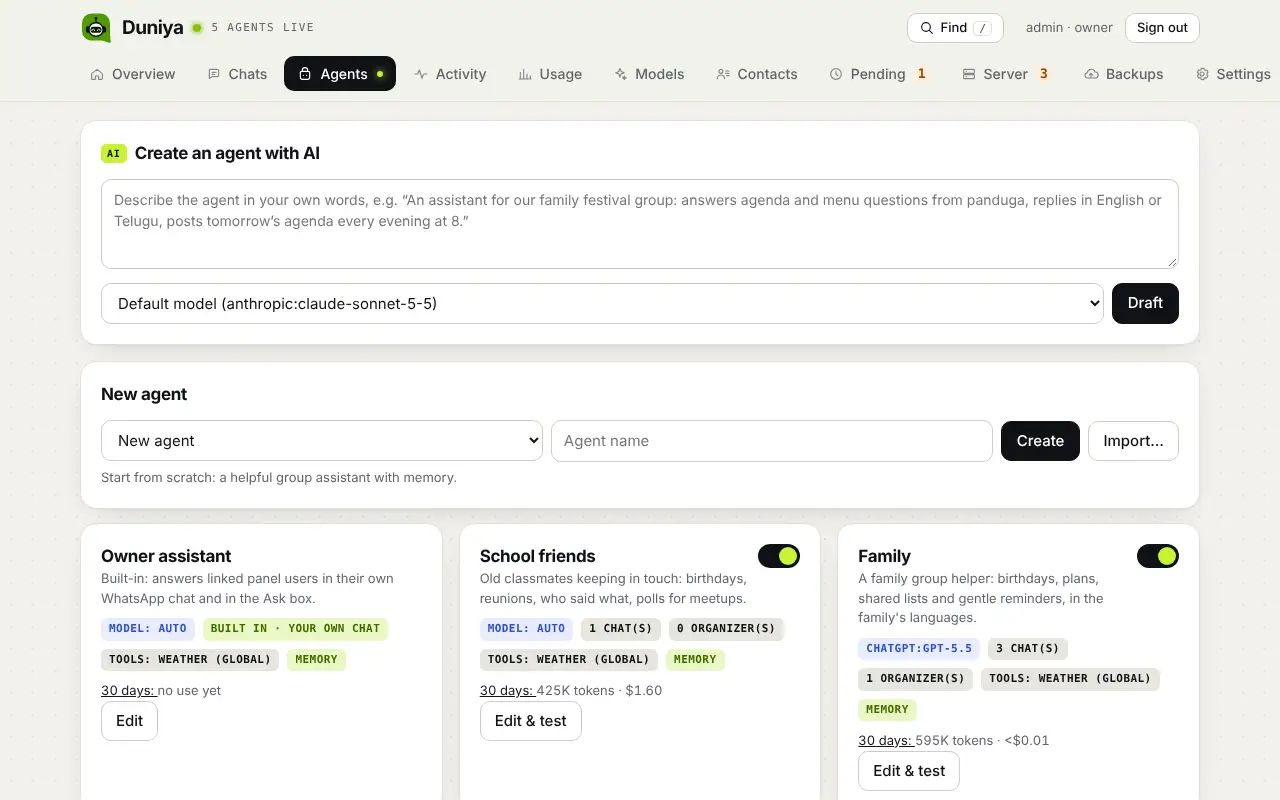 Duniya 5 AGENTS LIVE Find / admin · owner Sign out
Overview Chats Agents Activity Usage Models Contacts Pending 1 Server 3 Backups Settings
AI Create an agent with AI
Describe the agent in your own words, e.g. “An assistant for our family festival group: answers agenda and menu questions from panduga, replies in English or
Telugu, posts tomorrow’s agenda every evening at 8.”
Default model (anthropic:claude-sonnet-5-5) Draft
New agent
New agent Agent name Create Import…
Start from scratch: a helpful group assistant with memory.
Owner assistant
Built-in: answers linked panel users in their own
WhatsApp chat and in the Ask box.
MODEL: AUTO BUILT IN · YOUR OWN CHAT
TOOLS: WEATHER (GLOBAL) MEMORY
30 days: no use yet
Edit
School friends
Old classmates keeping in touch: birthdays,
reunions, who said what, polls for meetups.
MODEL: AUTO 1 CHAT(S) 0 ORGANIZER(S)
TOOLS: WEATHER (GLOBAL) MEMORY
30 days: 425K tokens · $1.60
Edit & test
Family
A family group helper: birthdays, plans,
shared lists and gentle reminders, in the
family's languages.
CHATGPT:GPT-5.5 3 CHAT(S)
1 ORGANIZER(S) TOOLS: WEATHER (GLOBAL)
MEMORY
30 days: 595K tokens · <$0.01
Edit & test